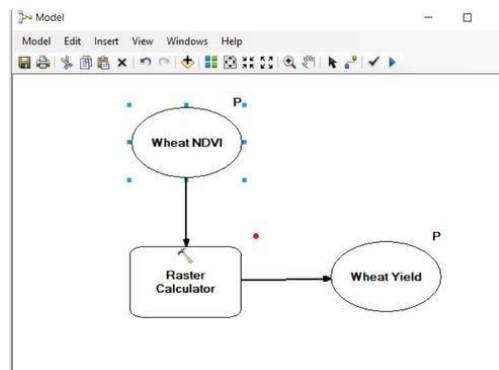 Model
Model Edit Insert View Windows Help
P
Wheat NDVI
P
Raster
Calculator
Wheat Yield